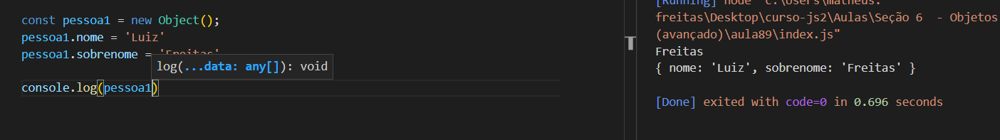 const pessoa1 = new Object();
pessoa1.nome = 'Luiz'
pessoa1.sobrenome = 'Freitas'
log(...data: any[]): void
console.log(pessoa1)
[Running] node "c:\Users\matheus.
freitas\Desktop\curso-js2\Aulas\Seção 6  - Objetos
(avançado)\aula89\index.js"
Freitas
{ nome: 'Luiz', sobrenome: 'Freitas' }
[Done] exited with code=0 in 0.696 seconds